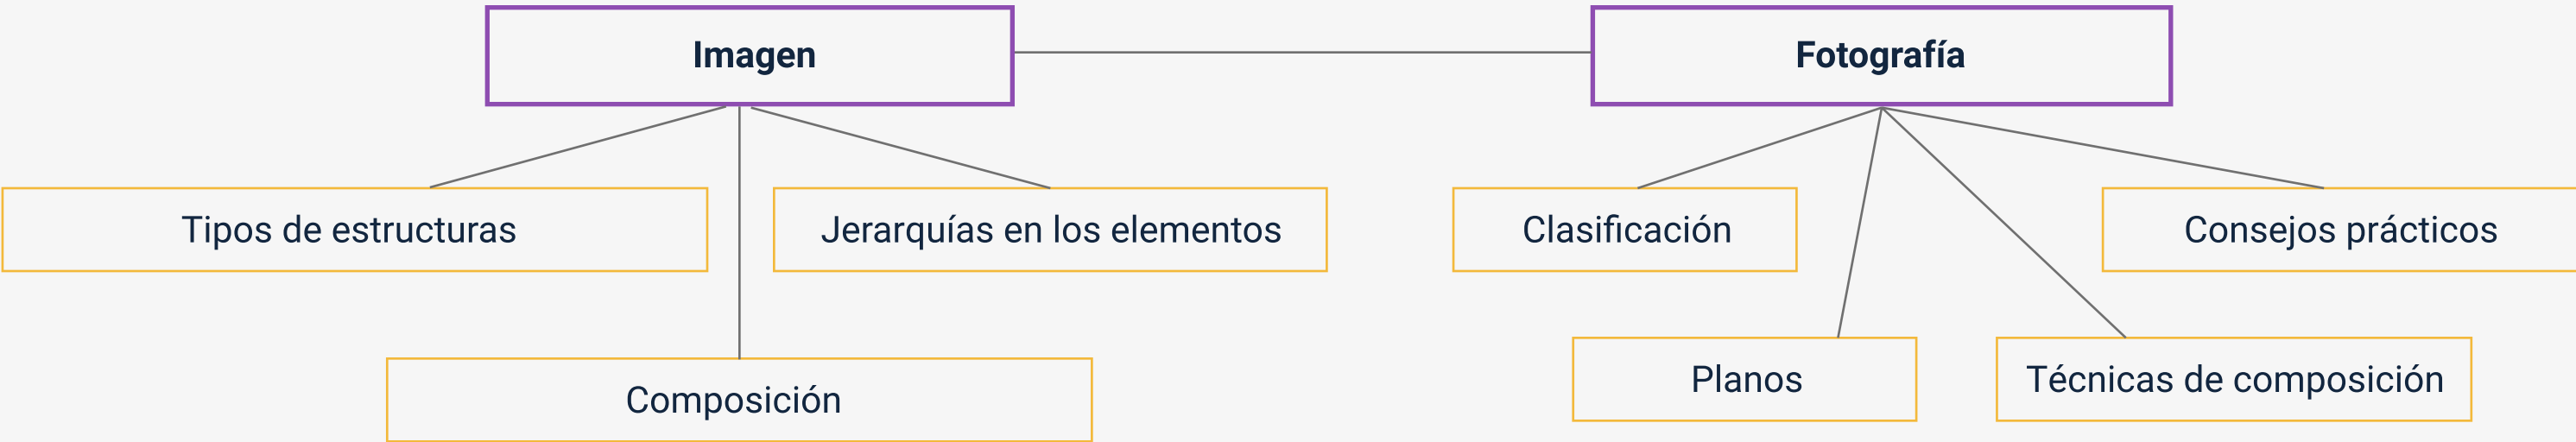 Imagen
Fotografía
Tipos de estructuras
Jerarquías en los elementos
Clasificación
Consejos prácticos
Planos
Técnicas de composición
Composición